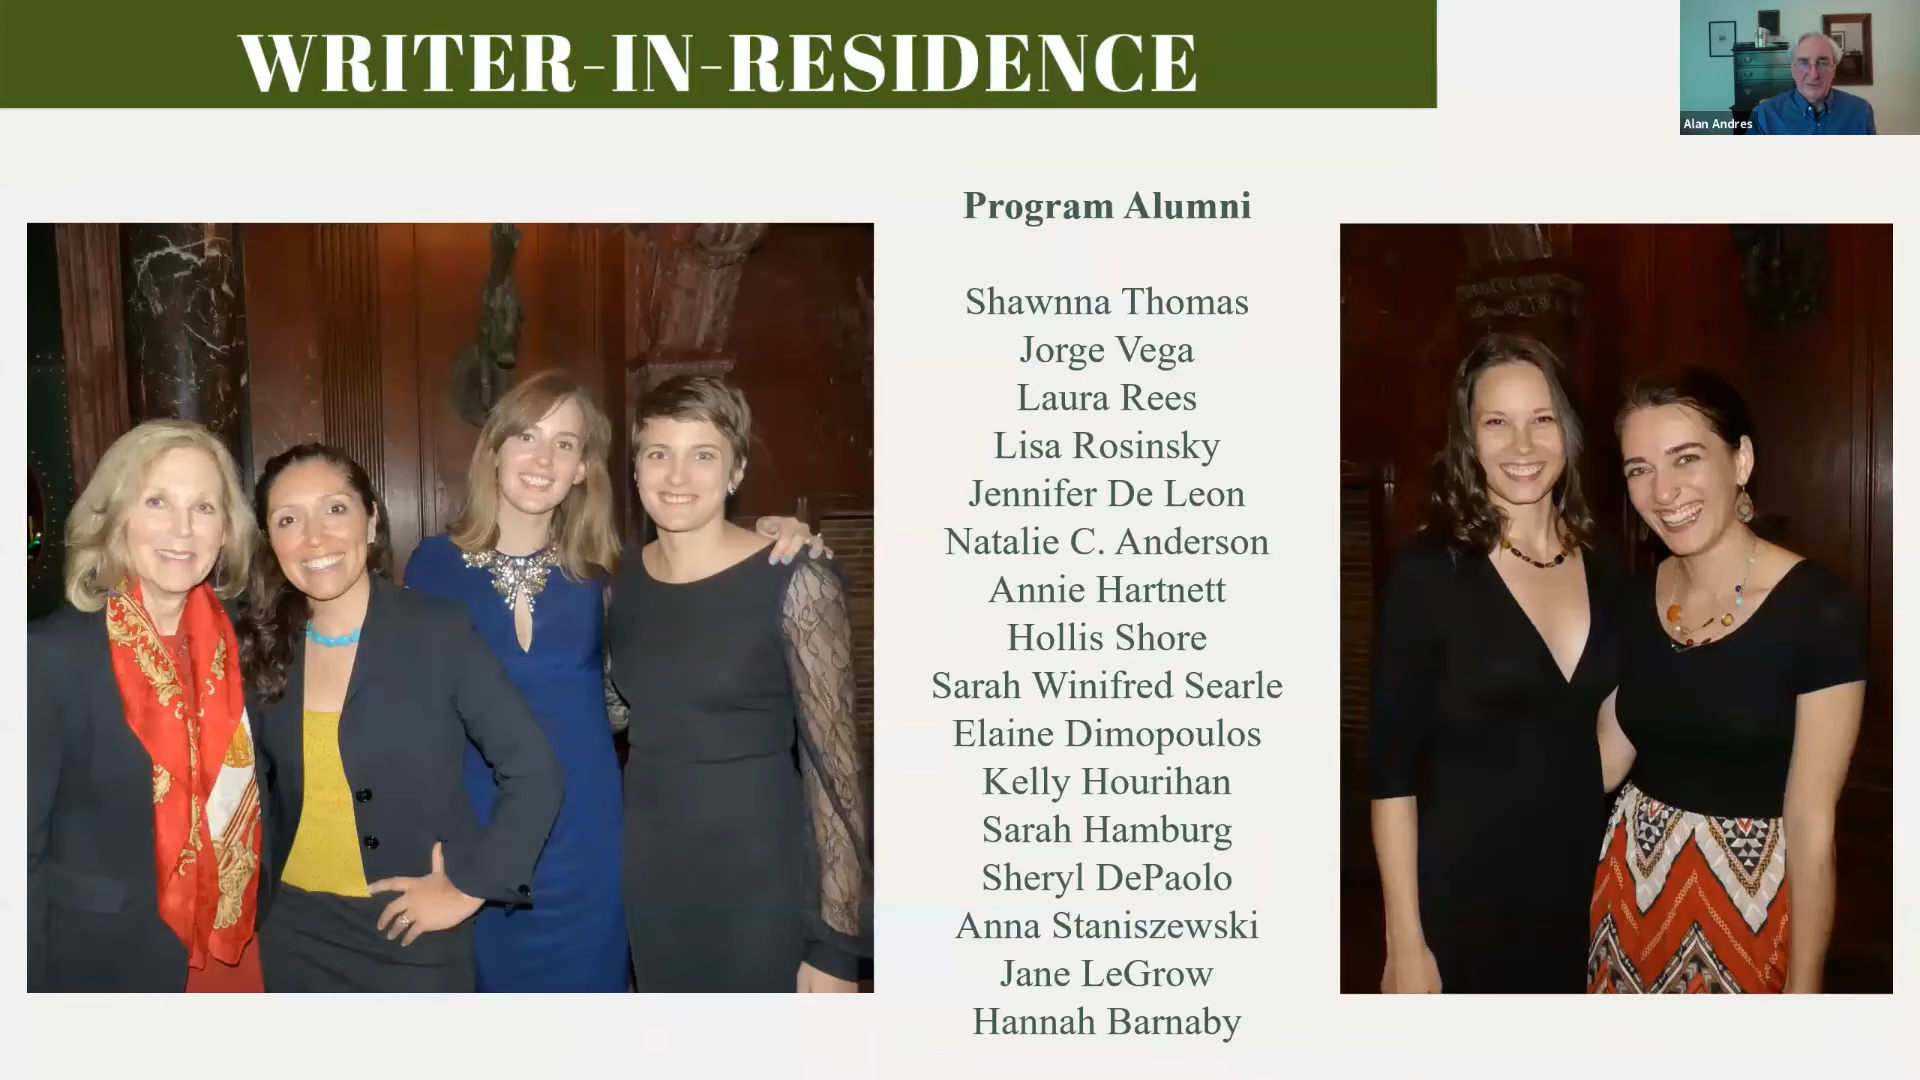 WRITER-IN-RESIDENCE
Alan Andres
Program Alumni
Shawnna Thomas
Jorge Vega
Laura Rees
Lisa Rosinsky
Jennifer De Leon
Natalie C. Anderson
Annie Hartnett
Hollis Shore
Sarah Winifred Searle
Elaine Dimopoulos
Kelly Hourihan
Sarah Hamburg
Sheryl DePaolo
Anna Staniszewski
Jane LeGrow
Hannah Barnaby